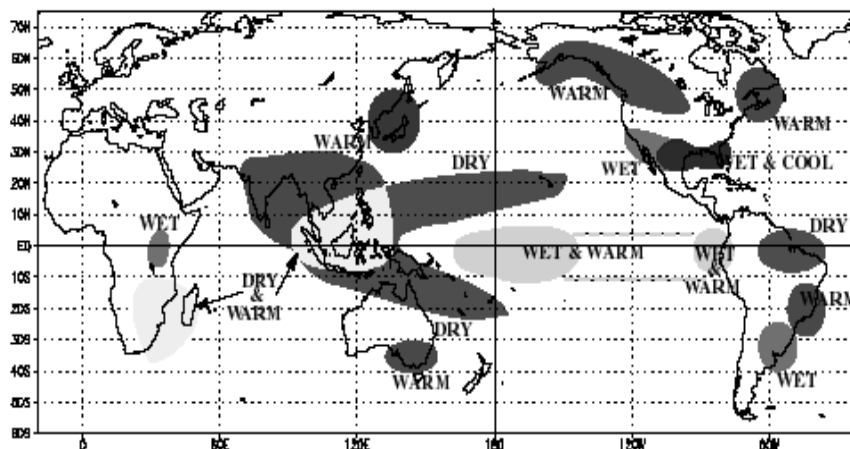 70N
60N
50N
40N
30N
20N
10N
EQ
10S
20S
30S
40S
50S
60S
WARM
WARM
WARM
DRY
WET
WET & COOL
WET
DRY
WET & WARM
WET
&
WARM
DRY
&
WARM
WARM
DRY
WARM
WET
0
60E
120E
180
120W
60W